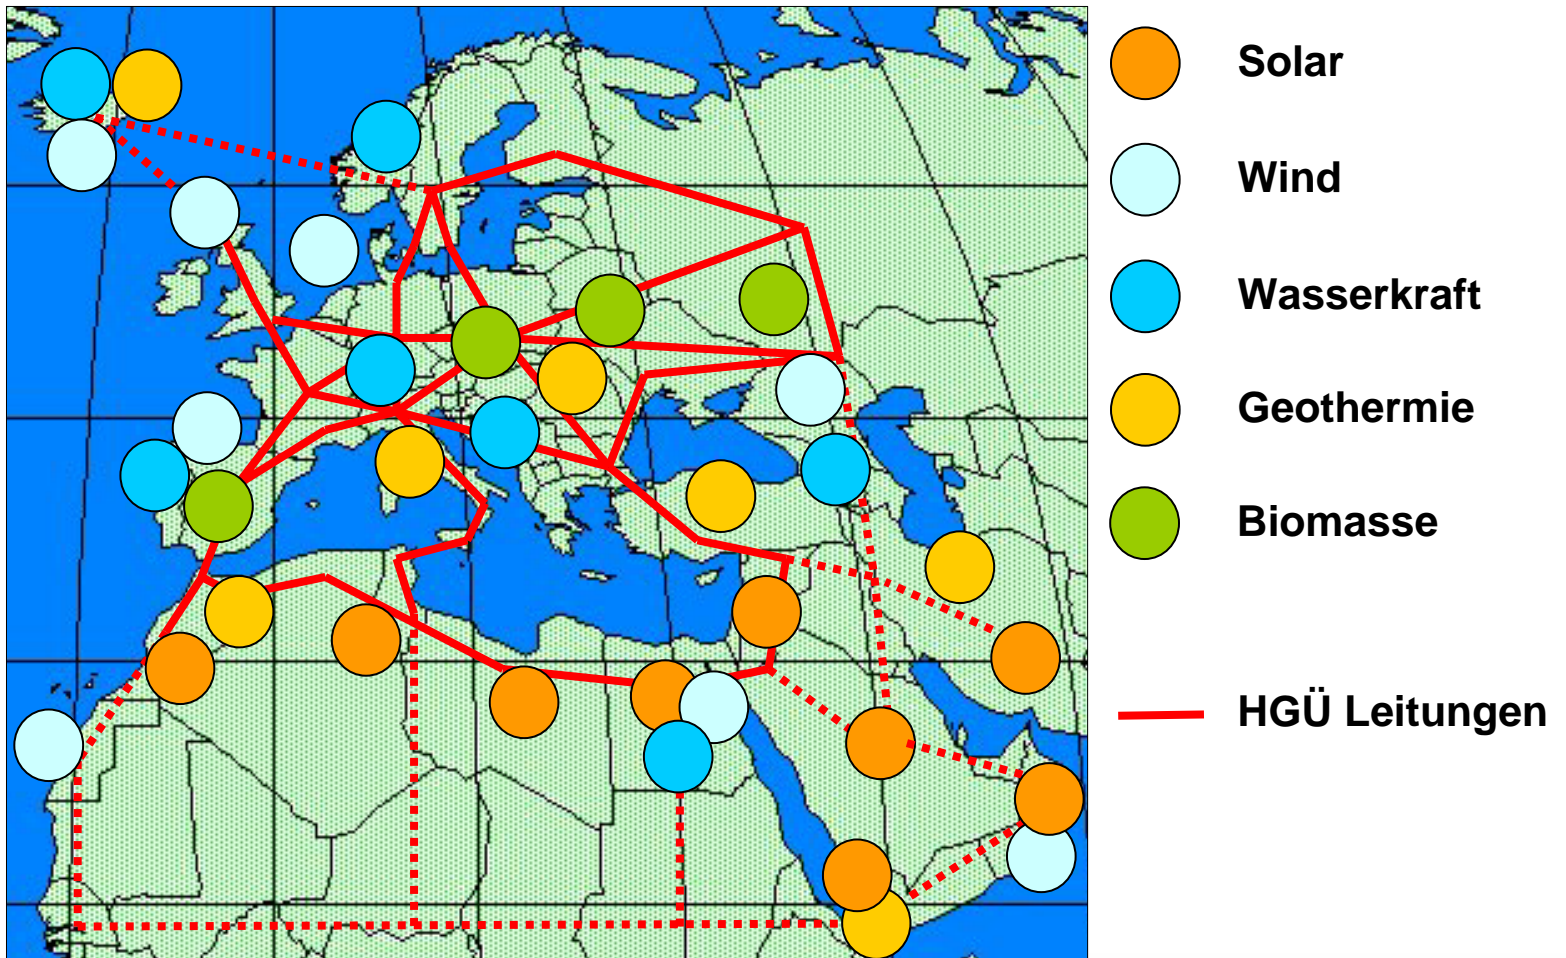 Solar
Wind
Wasserkraft
Geothermie
Biomasse
HGÜ Leitungen